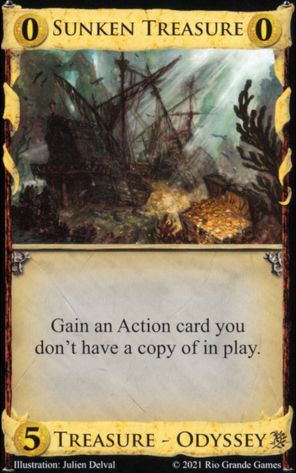 0 SUNKEN TREASURE 0
Gain an Action card you
don't have a copy of in play.
5 TREASURE - ODYSSEY
Illustration: Julien Delval © 2021 Rio Grande Games